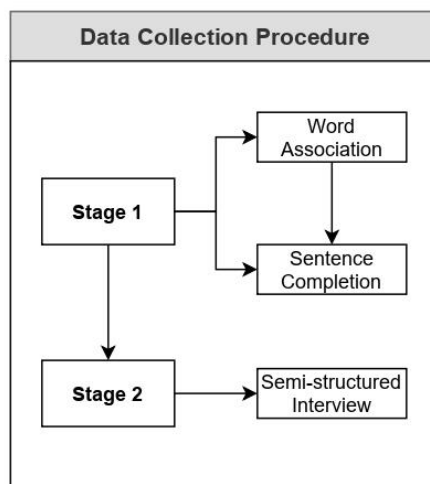 Data Collection Procedure
Word
Association
Stage 1
Sentence
Completion
Stage 2
Semi-structured
Interview